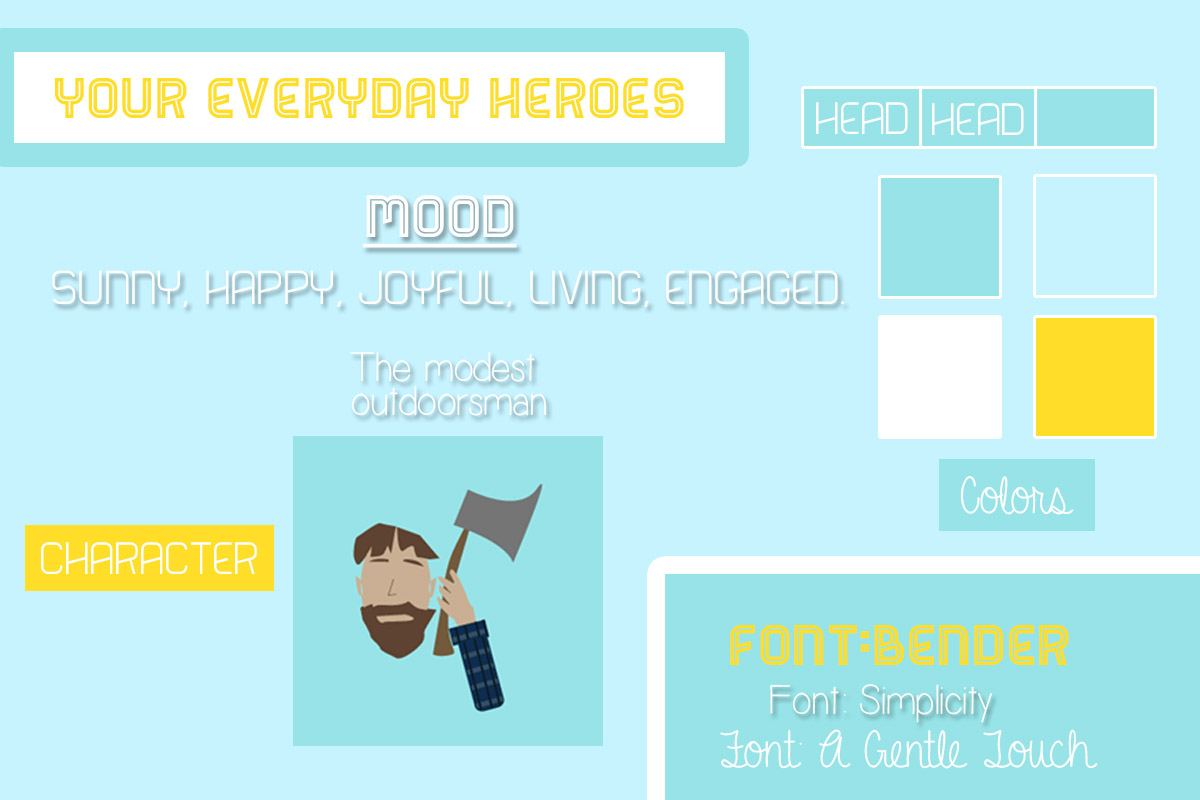 YOUR EVERYDAY HEROES
HEAD HEAD
MOOD
SUNNY, HAPPY, JOYFUL, LIVING, ENGAGED.
The modest
outdoorsman
Colors
CHARACTER
FONT:BENDER
Font: Simplicity
Font: A Gentle Touch